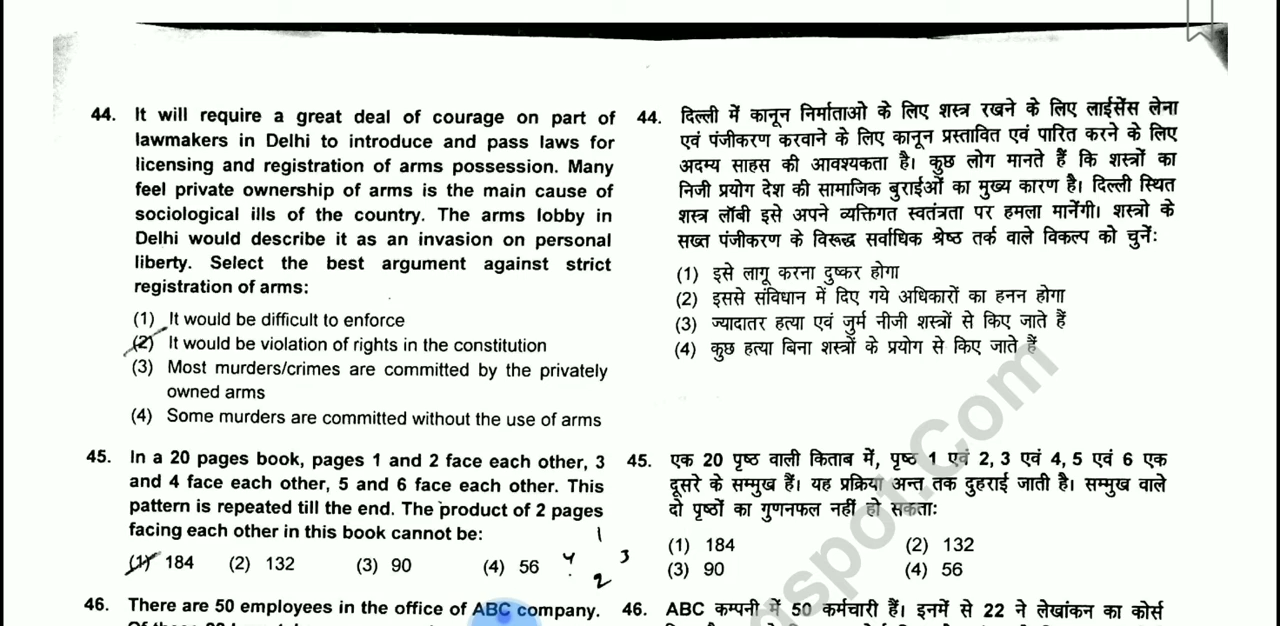 44. It will require a great deal of courage on part of
lawmakers in Delhi to introduce and pass laws for
licensing and registration of arms possession. Many
feel private ownership of arms is the main cause of
sociological ills of the country. The arms lobby in
Delhi would describe it as an invasion on personal
liberty. Select the best argument against strict
registration of arms:
(1) It would be difficult to enforce
(2) It would be violation of rights in the constitution
(3) Most murders/crimes are committed by the privately
owned arms
(4) Some murders are committed without the use of arms
45. In a 20 pages book, pages 1 and 2 face each other, 3
and 4 face each other, 5 and 6 face each other. This
pattern is repeated till the end. The product of 2 pages
facing each other in this book cannot be:
(1) 184 (2) 132 (3) 90 (4) 56
1
4 3
2
46. There are 50 employees in the office of ABC company.
44. दिल्ली में कानून निर्माताओ के लिए शस्त्र रखने के लिए लाईसेंस लेना
एवं पंजीकरण करवाने के लिए कानून प्रस्तावित एवं पारित करने के लिए
अदम्य साहस की आवश्यकता है। कुछ लोग मानते हैं कि शस्त्रों का
निजी प्रयोग देश की सामाजिक बुराईओं का मुख्य कारण है। दिल्ली स्थित
शस्त्र लॉबी इसे अपने व्यक्तिगत स्वतंत्रता पर हमला मानेंगी। शस्त्रो के
सख्त पंजीकरण के विरूद्ध सर्वाधिक श्रेष्ठ तर्क वाले विकल्प को चुनेंः
(1) इसे लागू करना दुष्कर होगा
(2) इससे संविधान में दिए गये अधिकारों का हनन होगा
(3) ज्यादातर हत्या एवं जुर्म नीजी शस्त्रों से किए जाते हैं
(4) कुछ हत्या बिना शस्त्रों के प्रयोग से किए जाते हैं
45. एक 20 पृष्ठ वाली किताब में, पृष्ठ 1 एवं 2, 3 एवं 4, 5 एवं 6 एक
दूसरे के सम्मुख हैं। यह प्रक्रिया अन्त तक दुहराई जाती है। सम्मुख वाले
दो पृष्ठों का गुणनफल नहीं हो सकताः
(1) 184 (2) 132
(3) 90 (4) 56
46. ABC कम्पनी में 50 कर्मचारी हैं। इनमें से 22 ने लेखांकन का कोर्स
gspot.Com